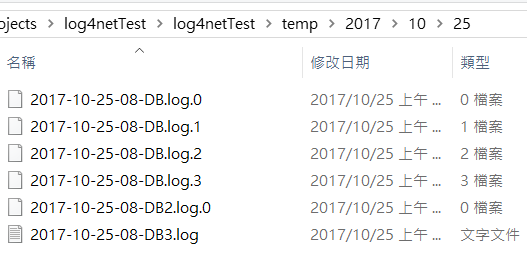 ojects > log4netTest > log4netTest > temp > 2017 > 10 > 25
名稱 修改日期 類型
2017-10-25-08-DB.log.0 2017/10/25 上午 ... 0 檔案
2017-10-25-08-DB.log.1 2017/10/25 上午 ... 1 檔案
2017-10-25-08-DB.log.2 2017/10/25 上午 ... 2 檔案
2017-10-25-08-DB.log.3 2017/10/25 上午 ... 3 檔案
2017-10-25-08-DB2.log.0 2017/10/25 上午 ... 0 檔案
2017-10-25-08-DB3.log 2017/10/25 上午 ... 文字文件